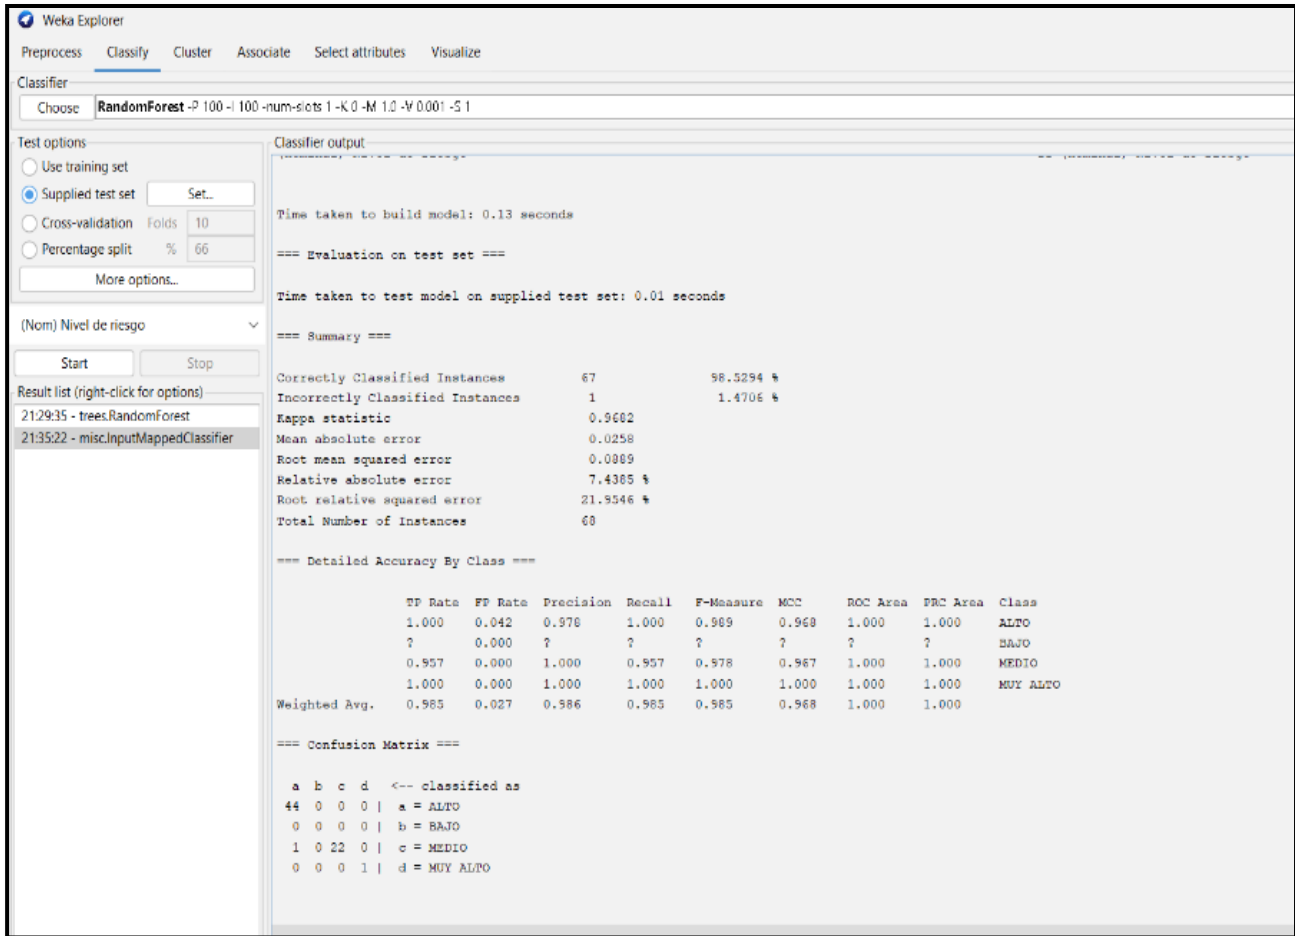 Weka Explorer
Preprocess Classify Cluster Associate Select attributes Visualize
Classifier
Choose RandomForest -P 100 -I 100 -num-slots 1 -K 0 -M 1.0 -V 0.001 -S 1
Test options
Use training set
Supplied test set Set...
Cross-validation Folds 10
Percentage split % 66
More options...
(Nom) Nivel de riesgo
Start Stop
Result list (right-click for options)
21:29:35 - trees.RandomForest
21:35:22 - misc.InputMappedClassifier
Classifier output
Time taken to build model: 0.13 seconds
=== Evaluation on test set ===
Time taken to test model on supplied test set: 0.01 seconds
=== Summary ===
Correctly Classified Instances 67 98.5294 %
Incorrectly Classified Instances 1 1.4706 %
Kappa statistic 0.9682
Mean absolute error 0.0258
Root mean squared error 0.0889
Relative absolute error 7.4385 %
Root relative squared error 21.9546 %
Total Number of Instances 68
=== Detailed Accuracy By Class ===
TP Rate FP Rate Precision Recall F-Measure MCC ROC Area PRC Area Class
1.000 0.042 0.978 1.000 0.989 0.968 1.000 1.000 ALTO
? 0.000 ? ? ? ? ? ? BAJO
0.957 0.000 1.000 0.957 0.978 0.967 1.000 1.000 MEDIO
1.000 0.000 1.000 1.000 1.000 1.000 1.000 1.000 MUY ALTO
Weighted Avg. 0.985 0.027 0.986 0.985 0.985 0.968 1.000 1.000
=== Confusion Matrix ===
a b c d <-- classified as
44 0 0 0 | a = ALTO
0 0 0 0 | b = BAJO
1 0 22 0 | c = MEDIO
0 0 0 1 | d = MUY ALTO